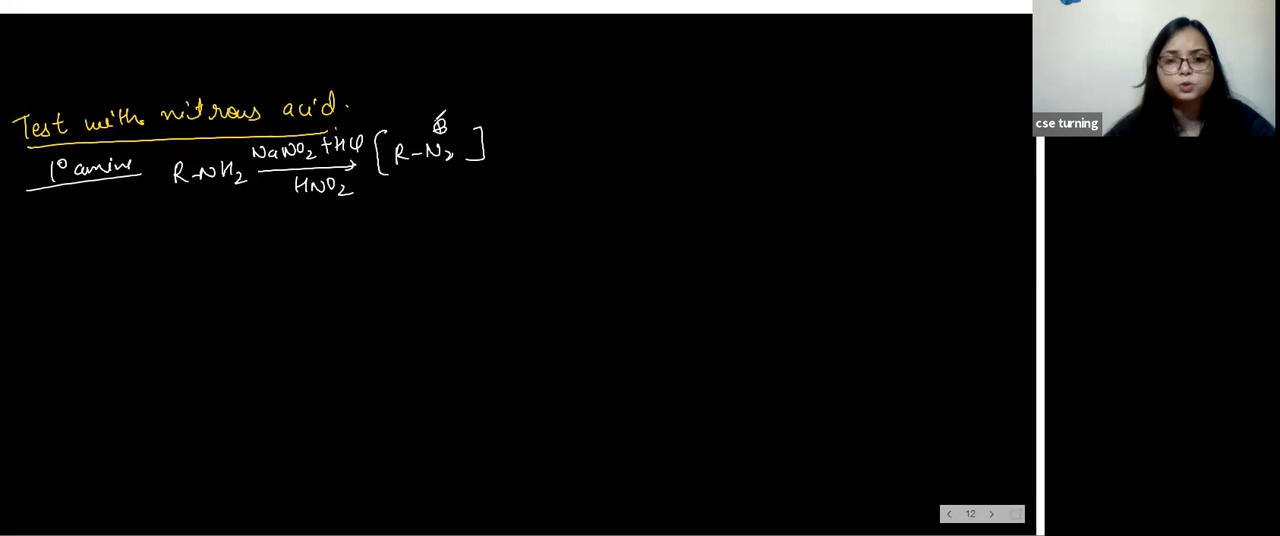 Test with nitrous acid.
1° amine R-NH2 NaNO2 + HCl HNO2 [R-N2⊕]
cse turning
12